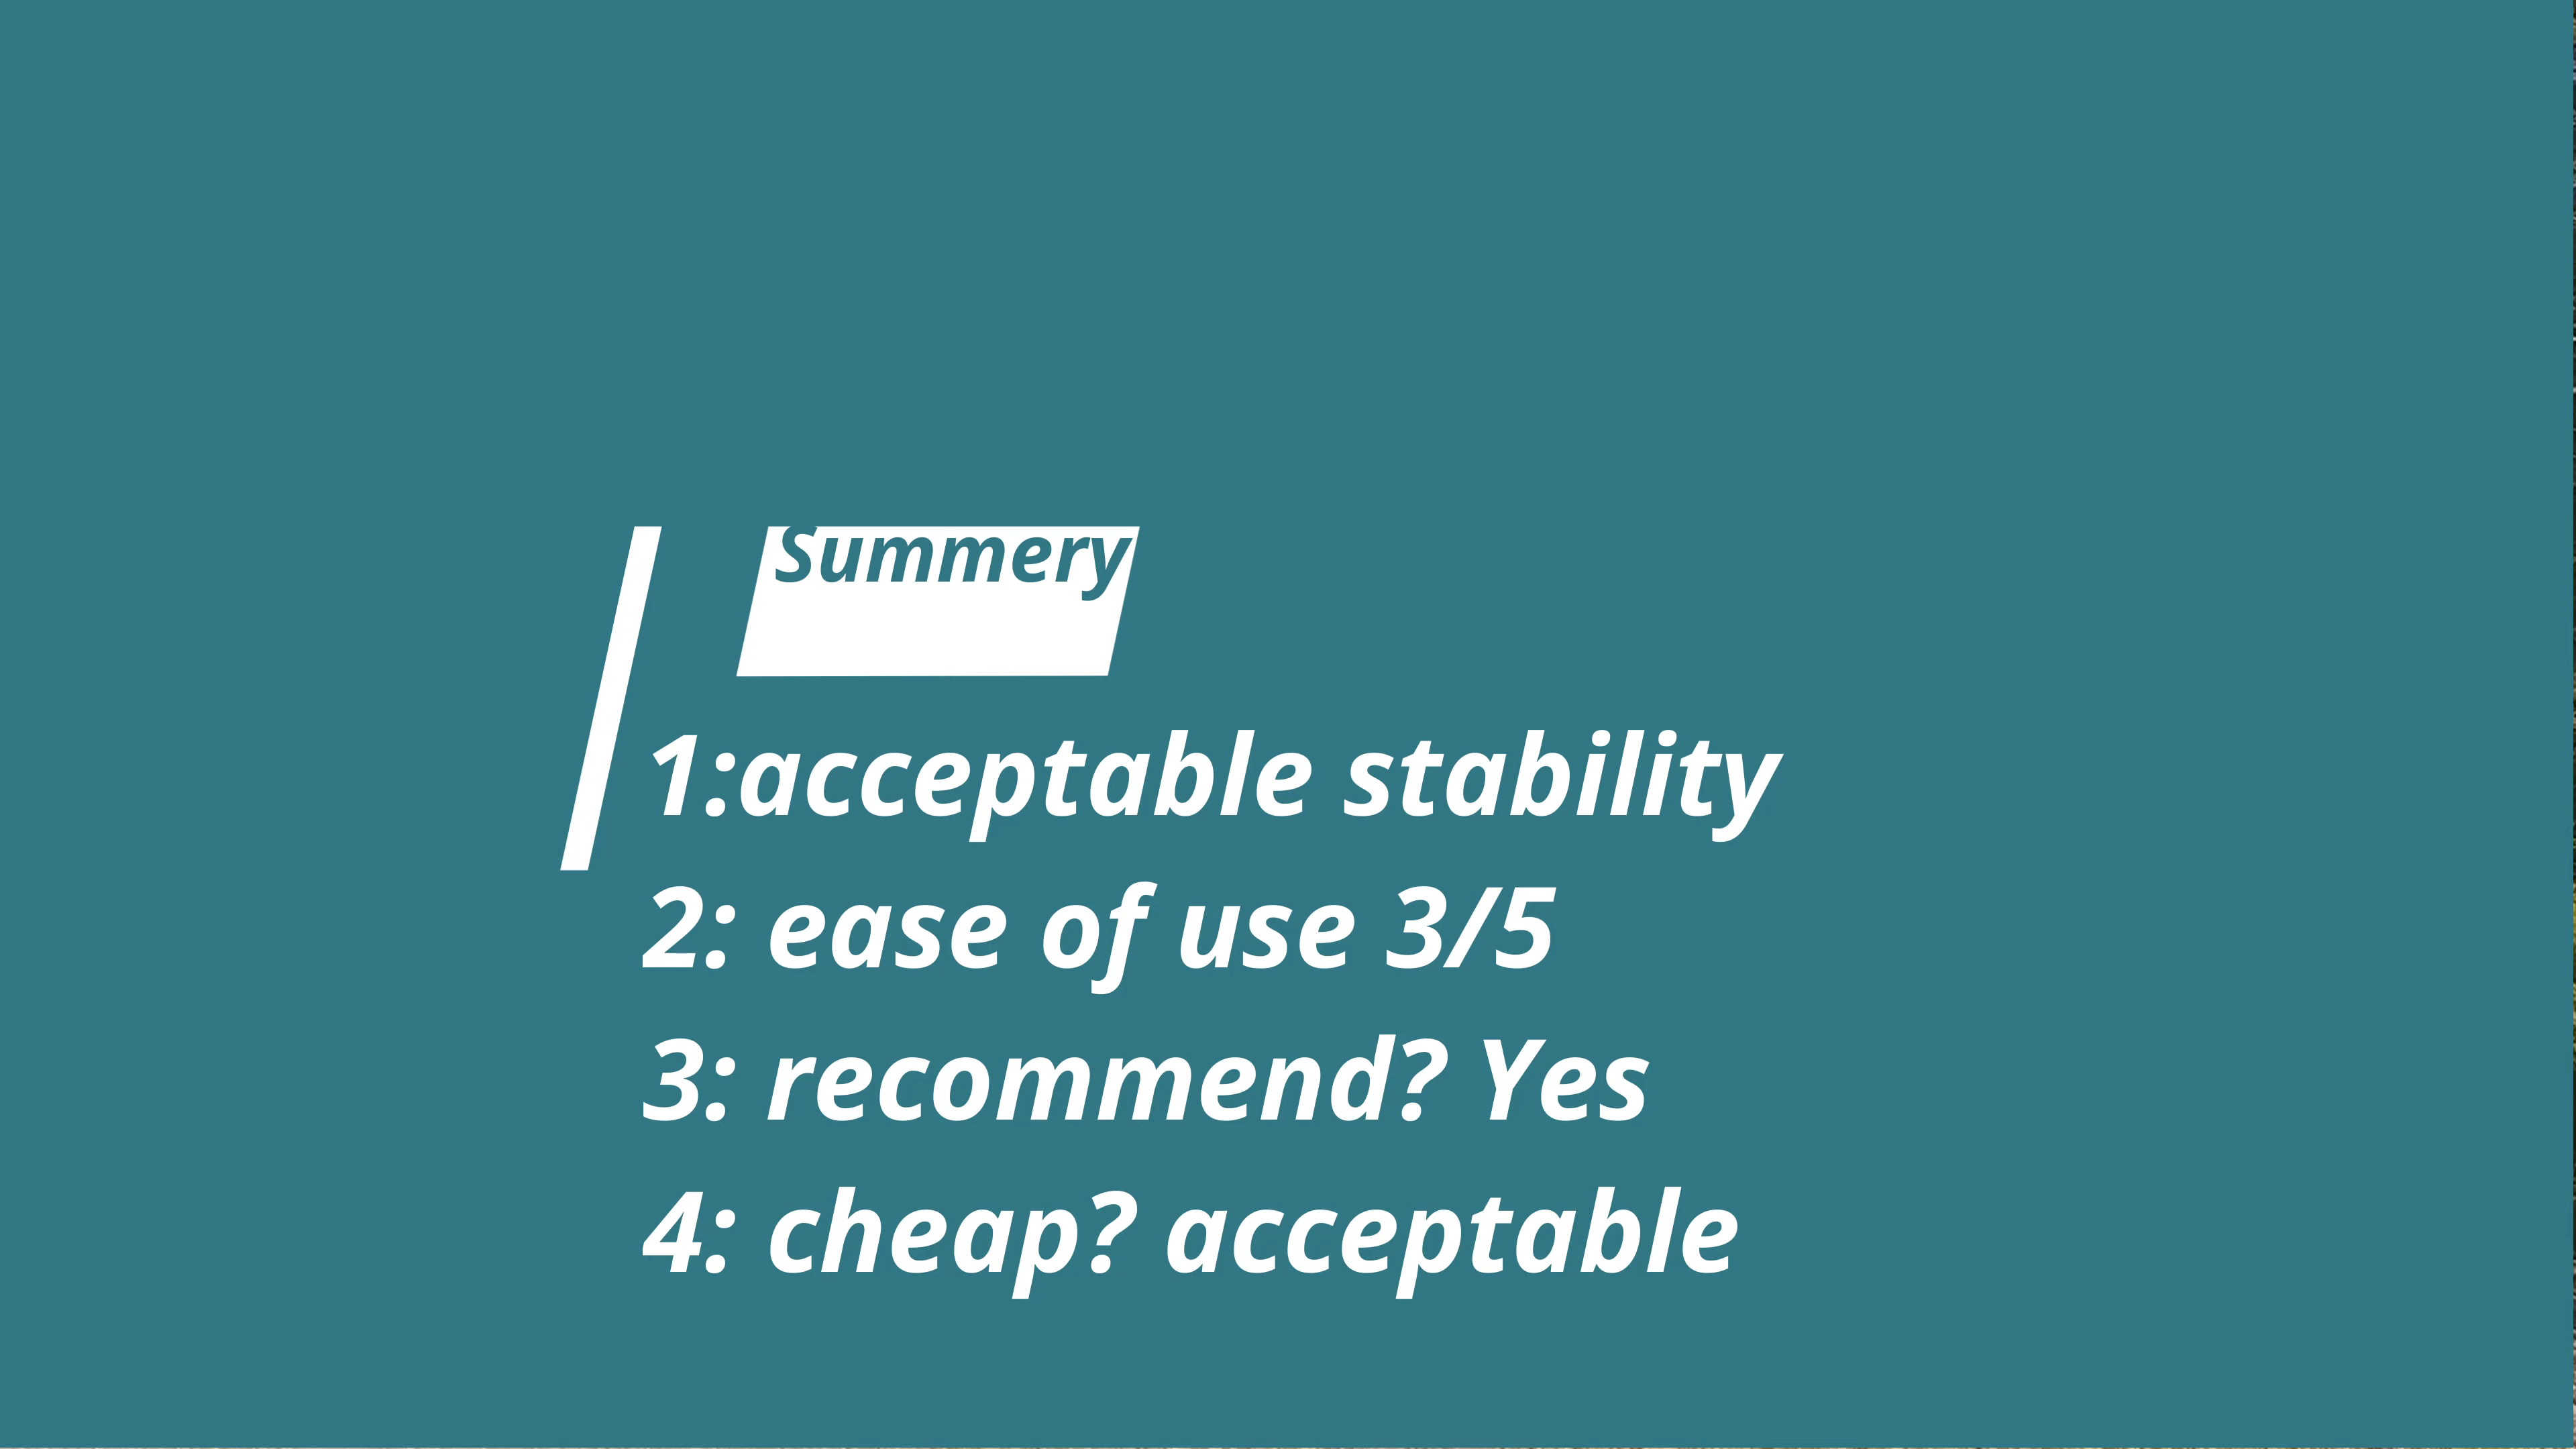 Summery
1:acceptable stability
2: ease of use 3/5
3: recommend? Yes
4: cheap? acceptable